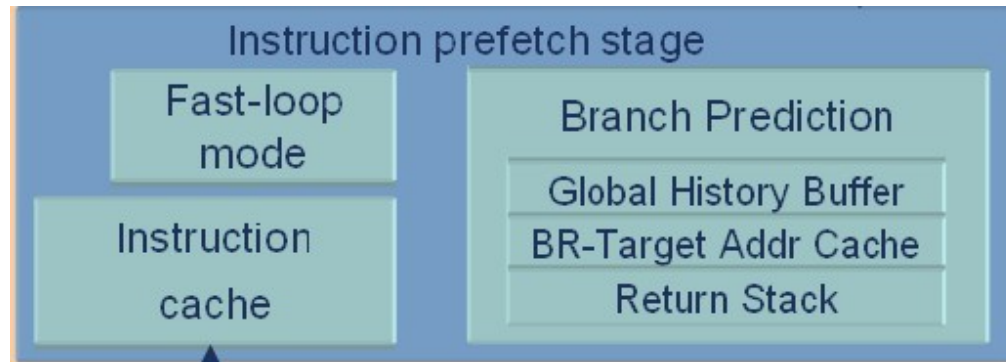 Instruction prefetch stage
Fast-loop
mode
Instruction
cache
Branch Prediction
Global History Buffer
BR-Target Addr Cache
Return Stack